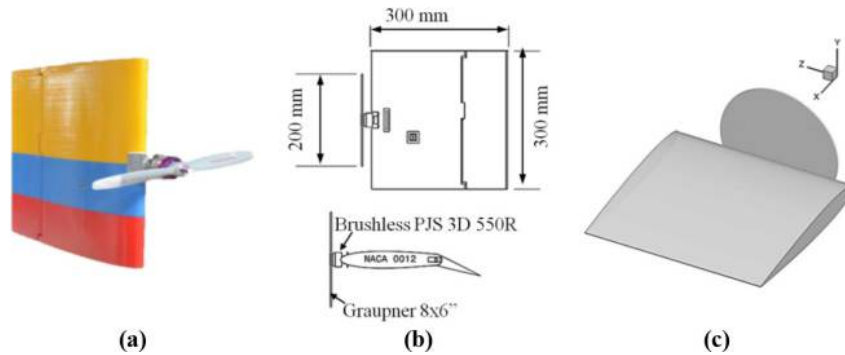 300 mm
200 mm
300 mm
Brushless PJS 3D 550R
NACA 0012
Graupner 8x6”
Y
Z
X
(a)
(b)
(c)